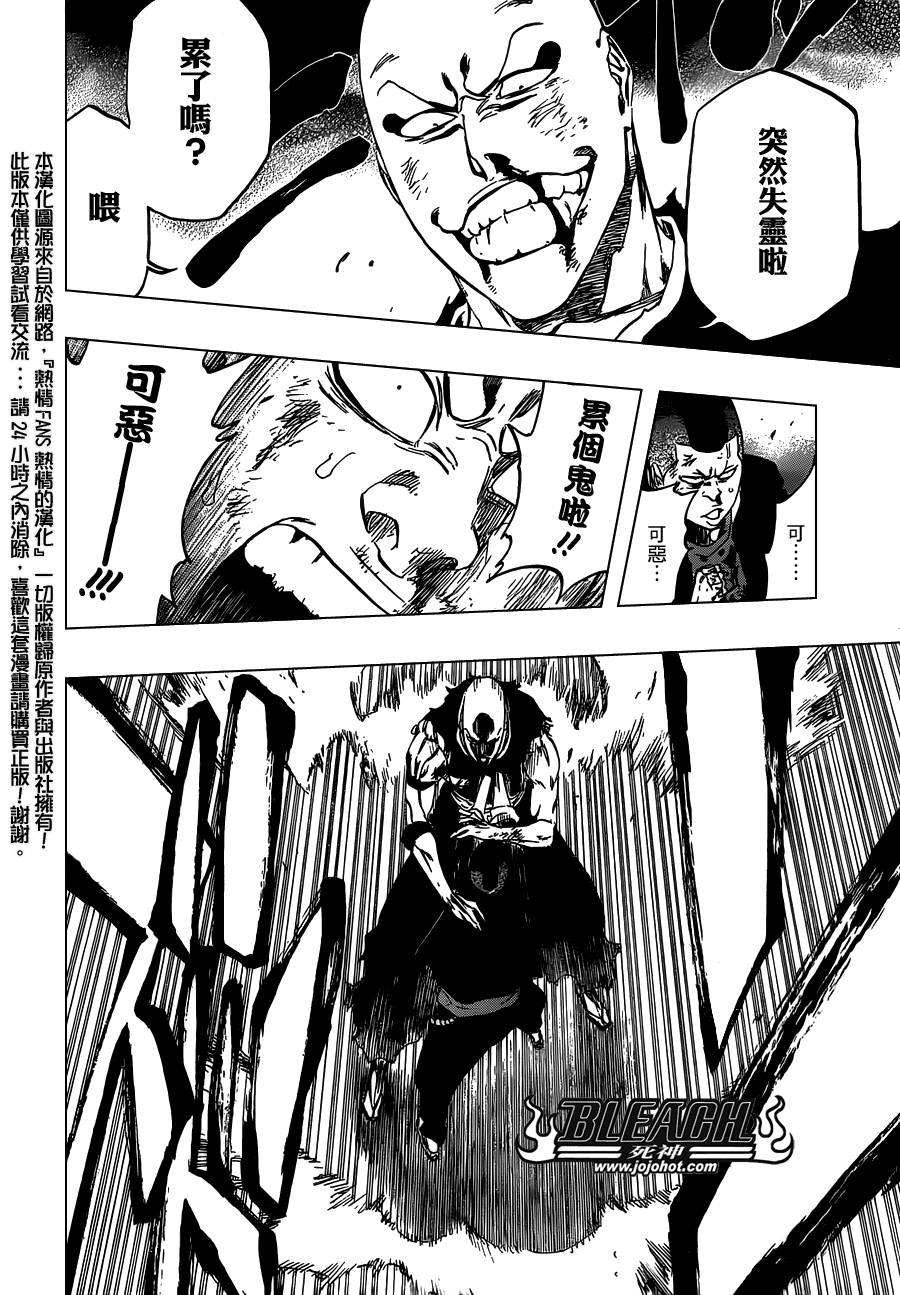 突然失靈啦
累了嗎？
喂
可……
可惡…
累個鬼啦!!
可惡——!!!
BLEACH
死神
www.jojohot.com
本漢化圖源來自於網路，『熱情FANS 熱情的漢化』一切版權歸原作者與出版社擁有！
此版本僅供學習試看交流...請24小時之內消除，喜歡這套漫畫請購買正版！謝謝。